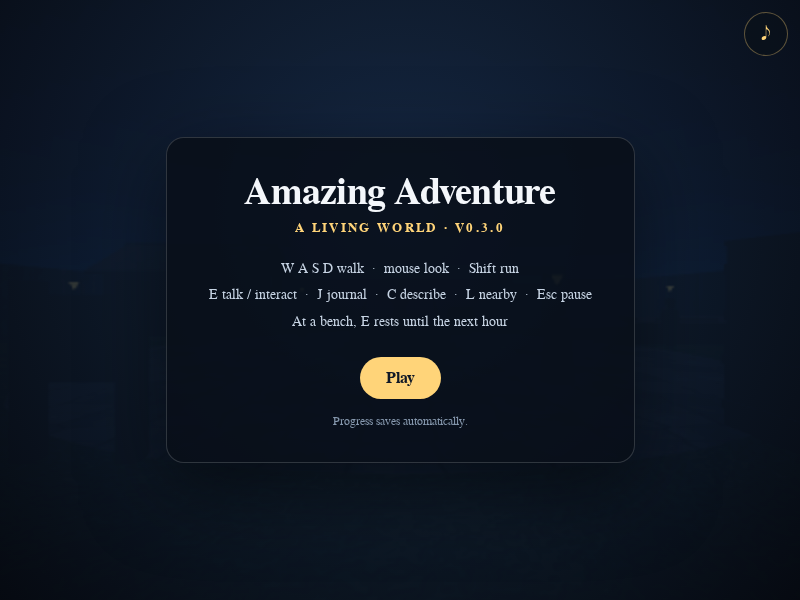 Amazing Adventure
A LIVING WORLD · V0.3.0
W A S D walk · mouse look · Shift run
E talk / interact · J journal · C describe · L nearby · Esc pause
At a bench, E rests until the next hour
Play
Progress saves automatically.